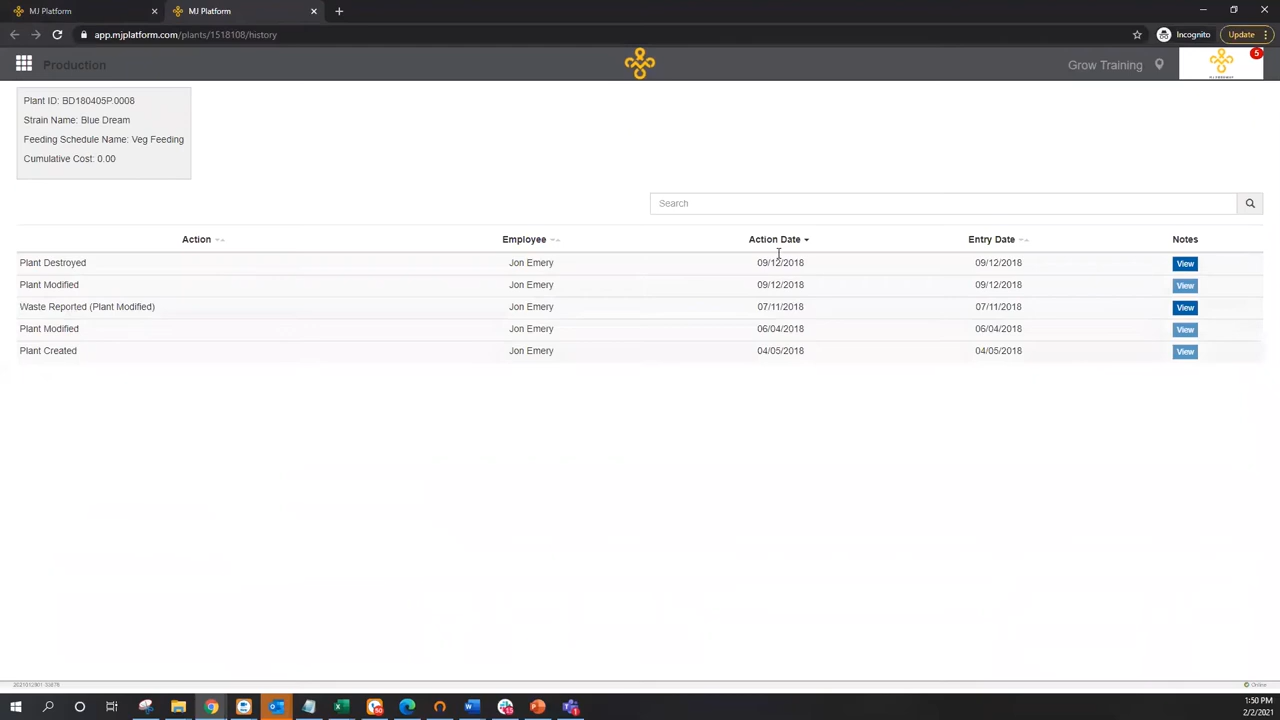 MJ Platform
MJ Platform
app.mjplatform.com/plants/1518108/history
Incognito
Update
Production
Grow Training
5
Plant ID: BD180405P.0008
Strain Name: Blue Dream
Feeding Schedule Name: Veg Feeding
Cumulative Cost: 0.00
Search
Action Employee Action Date Entry Date Notes
Plant Destroyed Jon Emery 09/12/2018 09/12/2018 View
Plant Modified Jon Emery 09/12/2018 09/12/2018 View
Waste Reported (Plant Modified) Jon Emery 07/11/2018 07/11/2018 View
Plant Modified Jon Emery 06/04/2018 06/04/2018 View
Plant Created Jon Emery 04/05/2018 04/05/2018 View
Online
1:50 PM
2/2/2021